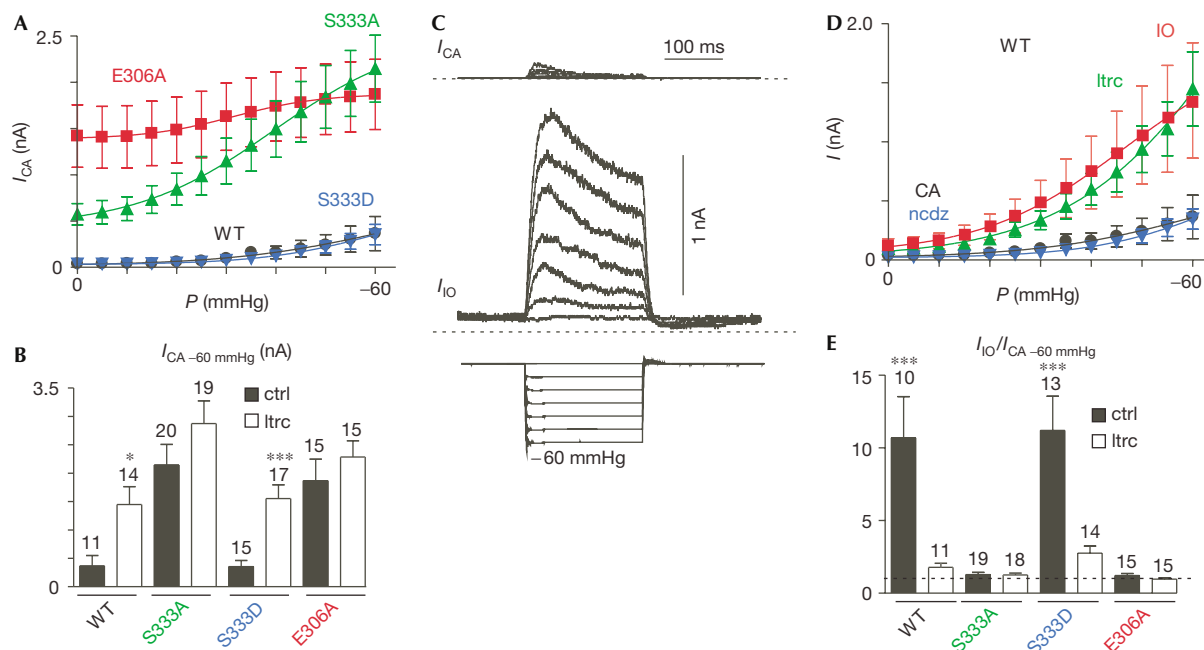 A
S333A
2.5
E306A
I_CA (nA)
S333D
WT
0
0
–60
P (mmHg)
B
I_CA –60 mmHg (nA)
3.5
ctrl
ltrc
11
*
14
20
19
15
***
17
15
15
0
WT
S333A
S333D
E306A
C
I_CA
100 ms
1 nA
I_IO
–60 mmHg
D
2.0
WT
IO
ltrc
I (nA)
CA
ncdz
0
0
–60
P (mmHg)
E
I_IO/I_CA –60 mmHg
15
***
10
***
13
ctrl
ltrc
10
5
11
19
18
14
15
15
0
WT
S333A
S333D
E306A